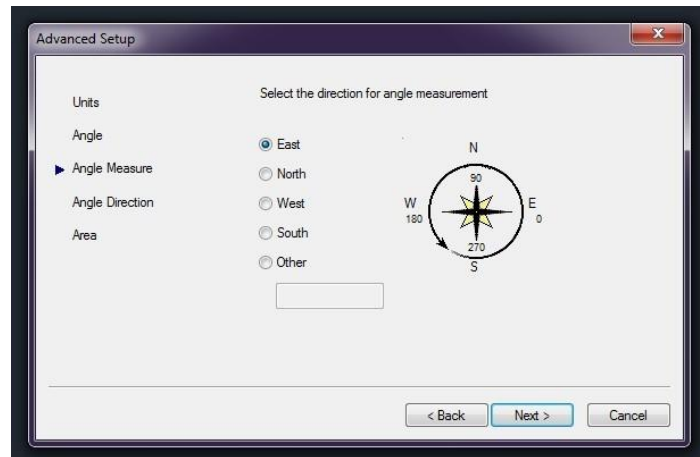 Advanced Setup
Units
Angle
Angle Measure
Angle Direction
Area
Select the direction for angle measurement
East
North
West
South
Other
N
90
W
180
E
0
270
S
< Back
Next >
Cancel